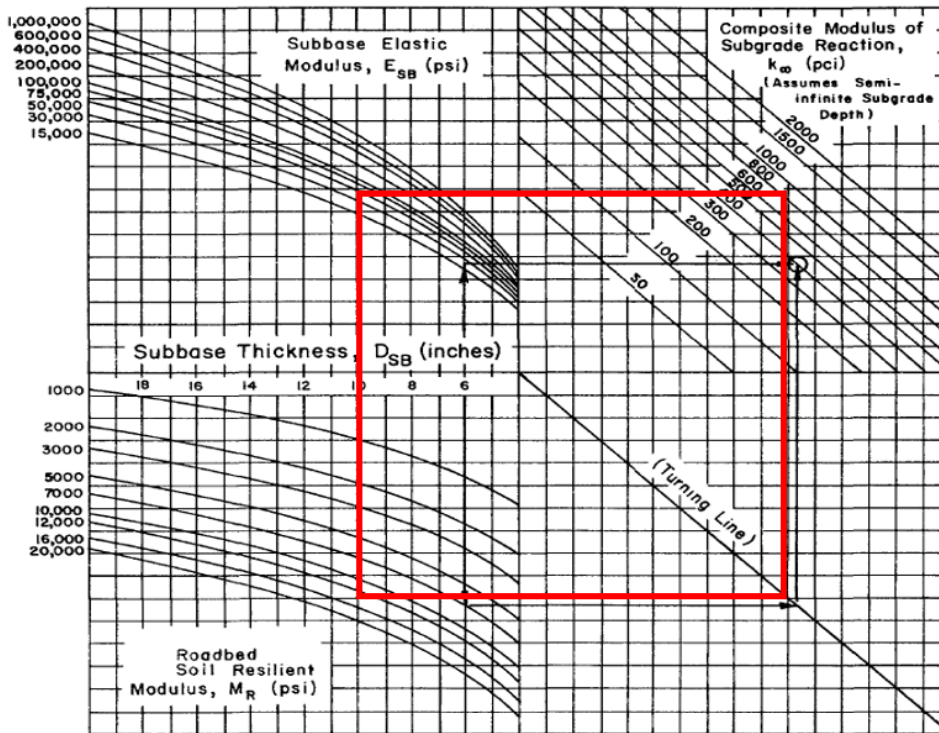 1,000,000
600,000
400,000
200,000
100,000
75,000
50,000
30,000
15,000
Subbase Elastic
Modulus, E_SB (psi)
Composite Modulus of
Subgrade Reaction,
k∞ (pci)
(Assumes Semi-
infinite Subgrade
Depth)
2000
1500
1000
800
600
500
300
200
100
50
Subbase Thickness, D_SB (inches)
18 16 14 12 10 8 6
1000
2000
3000
5000
7000
10,000
12,000
16,000
20,000
(Turning Line)
Roadbed
Soil Resilient
Modulus, M_R (psi)